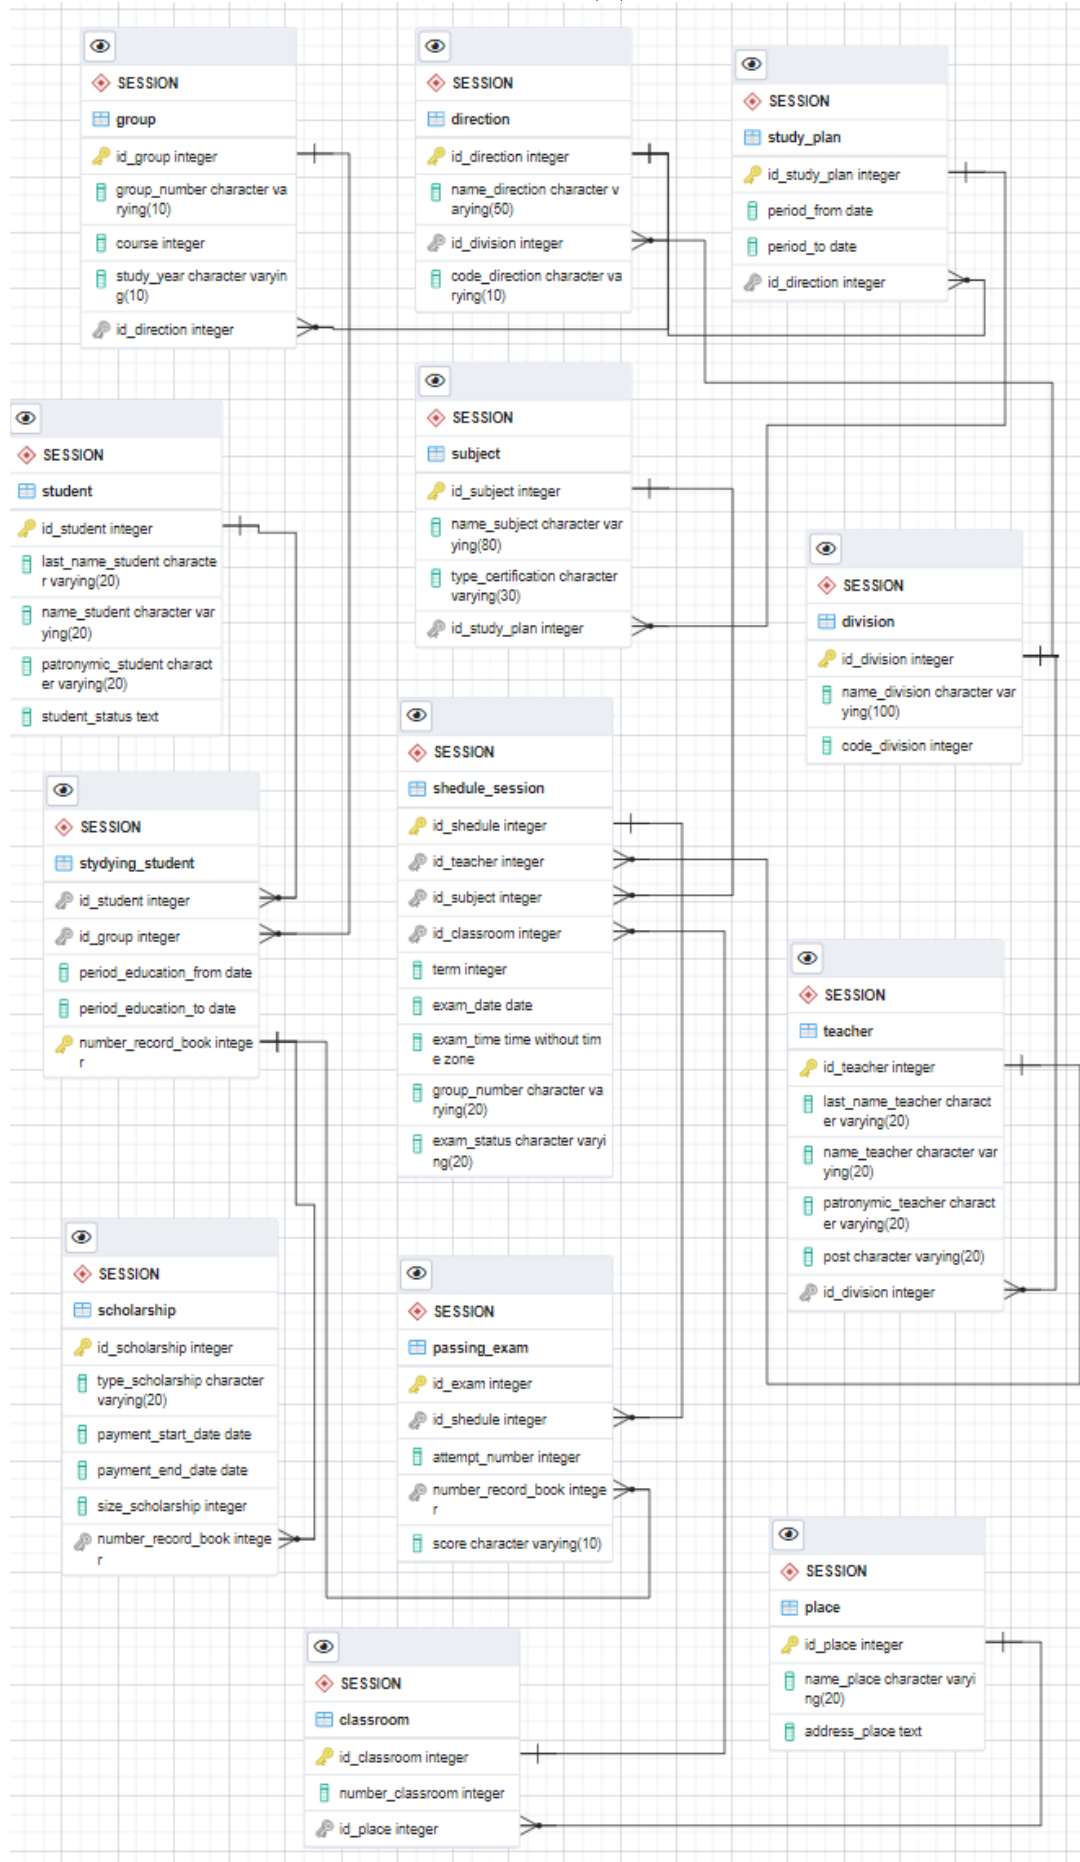 SESSION
group
id_group integer
group_number character va
rying(10)
course integer
study_year character varyin
g(10)
id_direction integer
SESSION
direction
id_direction integer
name_direction character v
arying(50)
id_division integer
code_direction character va
rying(10)
SESSION
study_plan
id_study_plan integer
period_from date
period_to date
id_direction integer
SESSION
student
id_student integer
last_name_student characte
r varying(20)
name_student character var
ying(20)
patronymic_student charact
er varying(20)
student_status text
SESSION
subject
id_subject integer
name_subject character var
ying(80)
type_certification character
varying(30)
id_study_plan integer
SESSION
division
id_division integer
name_division character var
ying(100)
code_division integer
SESSION
stydying_student
id_student integer
id_group integer
period_education_from date
period_education_to date
number_record_book intege
r
SESSION
shedule_session
id_shedule integer
id_teacher integer
id_subject integer
id_classroom integer
term integer
exam_date date
exam_time time without tim
e zone
group_number character va
rying(20)
exam_status character varyi
ng(20)
SESSION
teacher
id_teacher integer
last_name_teacher charact
er varying(20)
name_teacher character var
ying(20)
patronymic_teacher charact
er varying(20)
post character varying(20)
id_division integer
SESSION
scholarship
id_scholarship integer
type_scholarship character
varying(20)
payment_start_date date
payment_end_date date
size_scholarship integer
number_record_book intege
r
SESSION
passing_exam
id_exam integer
id_shedule integer
attempt_number integer
number_record_book intege
r
score character varying(10)
SESSION
place
id_place integer
name_place character varyi
ng(20)
address_place text
SESSION
classroom
id_classroom integer
number_classroom integer
id_place integer